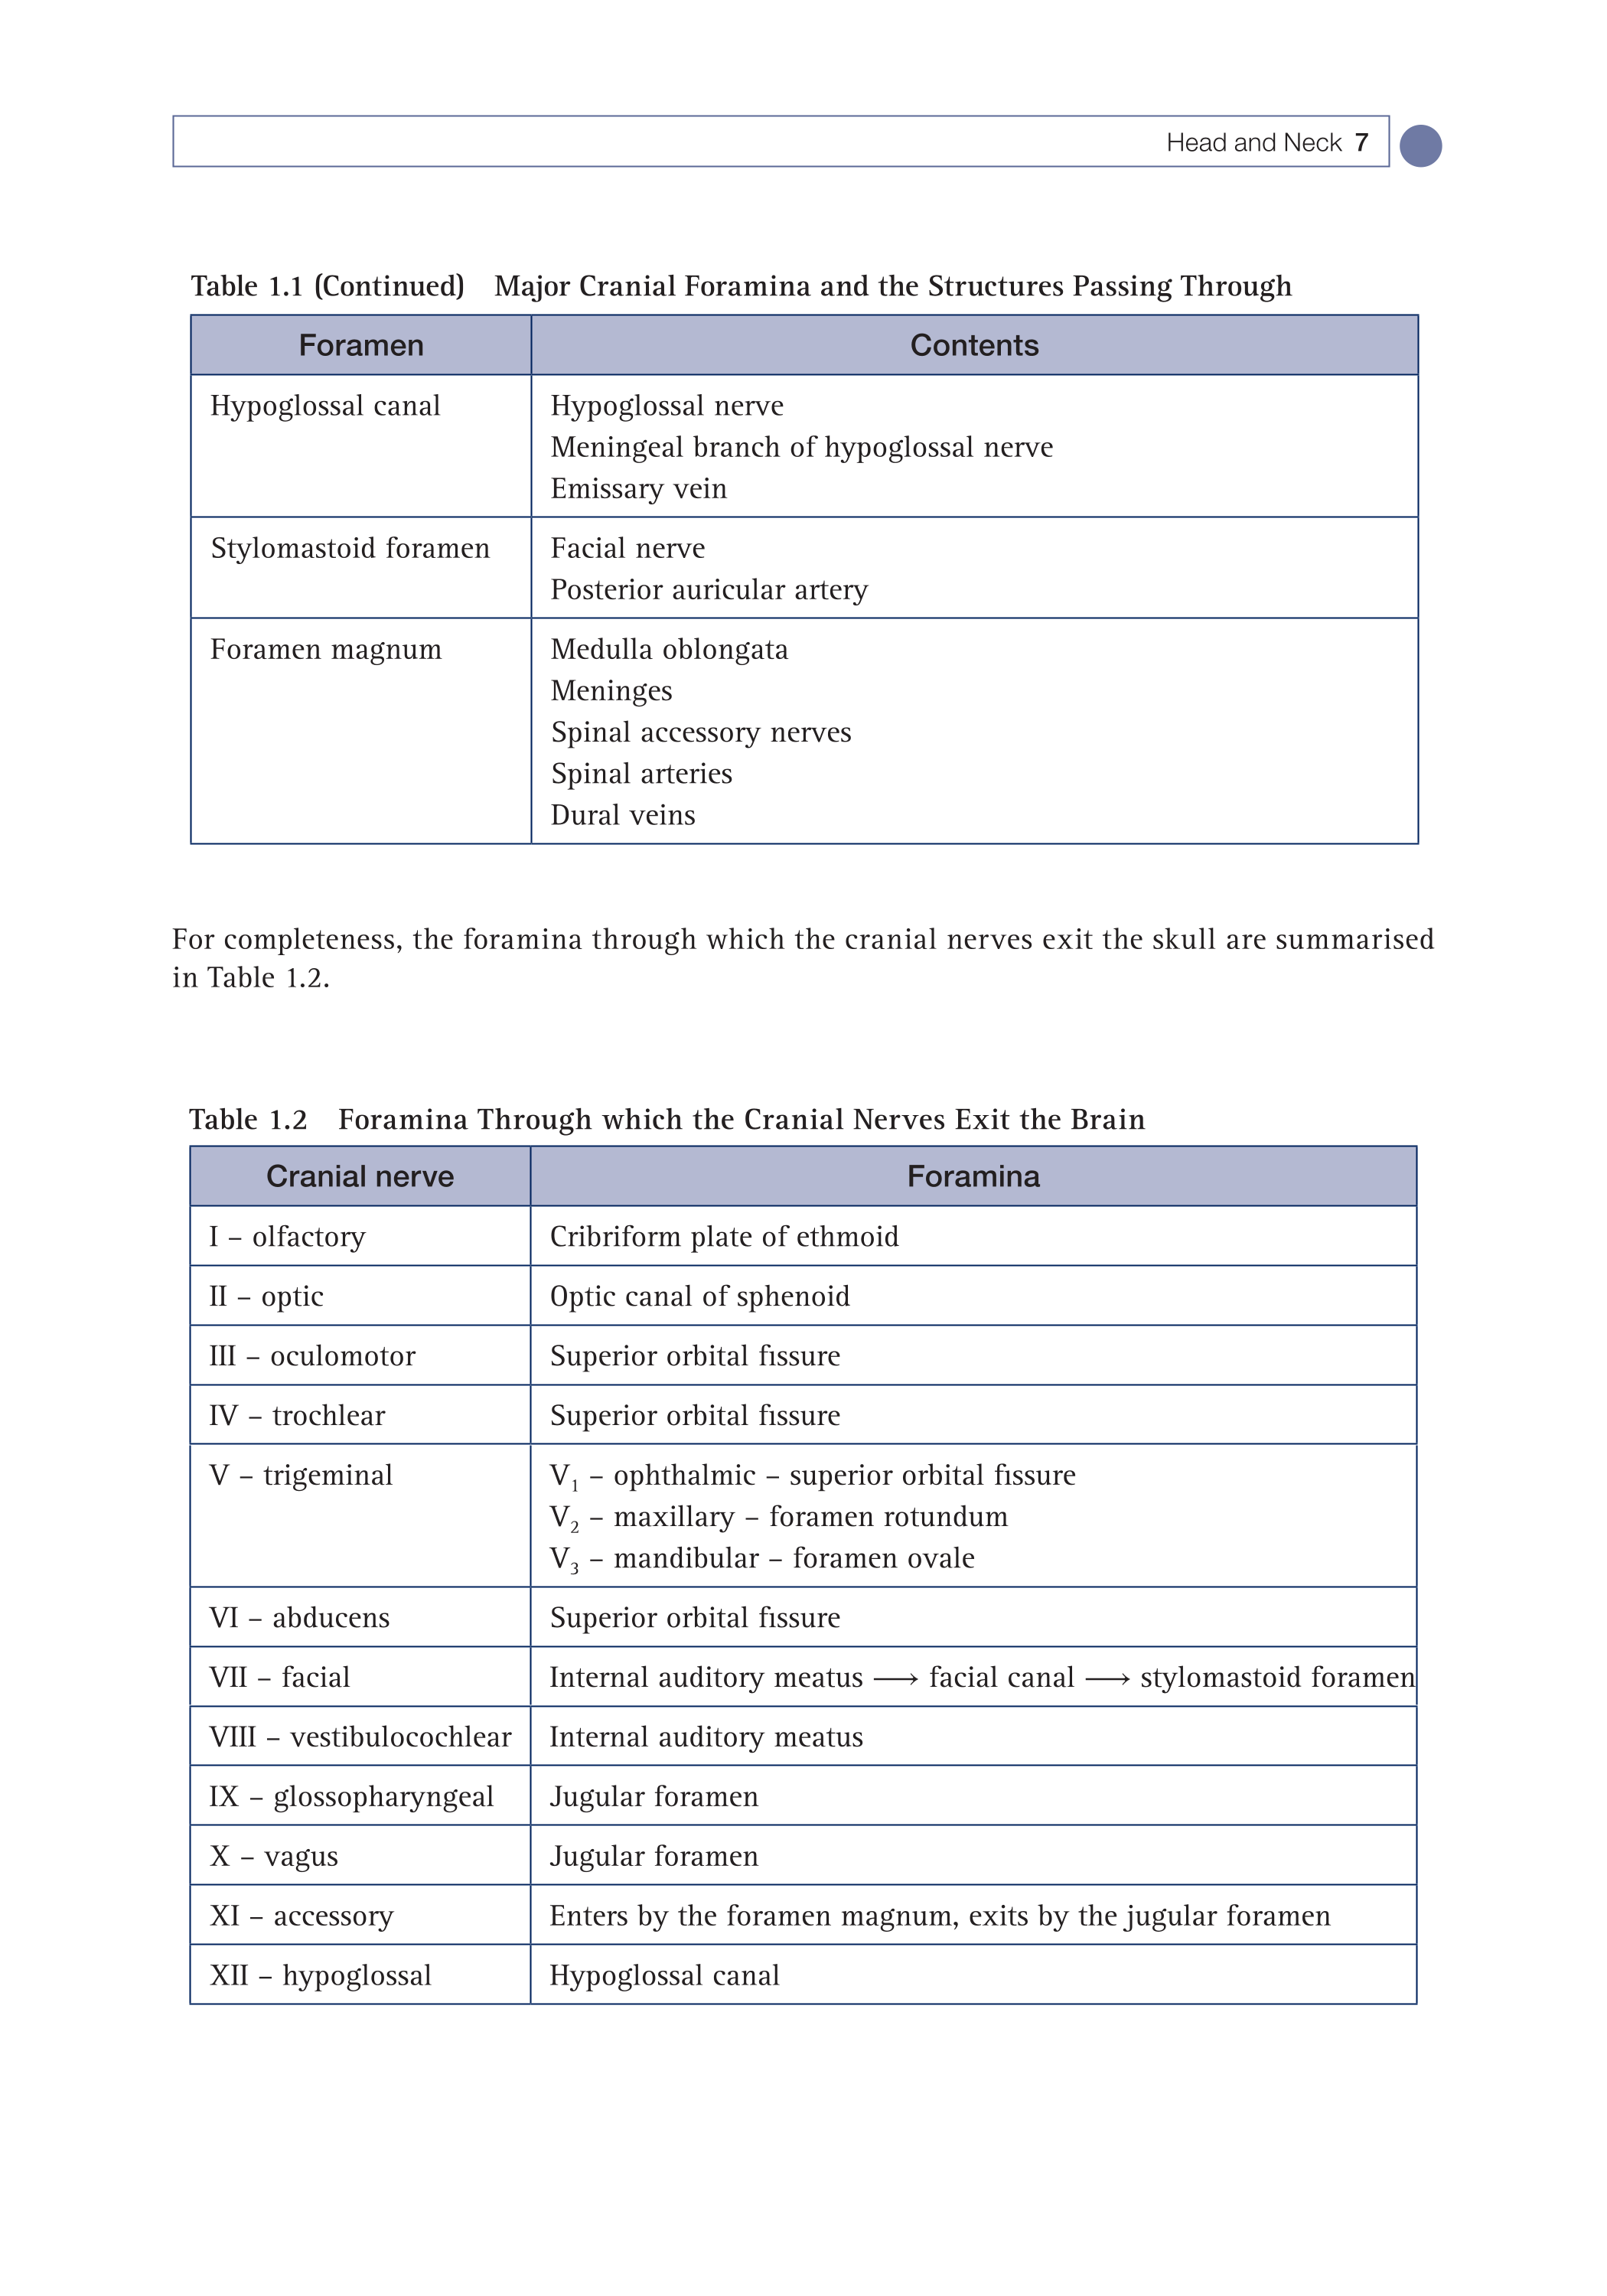 Head and Neck 7
Table 1.1 (Continued) Major Cranial Foramina and the Structures Passing Through
Foramen Contents
Hypoglossal canal Hypoglossal nerve
Meningeal branch of hypoglossal nerve
Emissary vein
Stylomastoid foramen Facial nerve
Posterior auricular artery
Foramen magnum Medulla oblongata
Meninges
Spinal accessory nerves
Spinal arteries
Dural veins
For completeness, the foramina through which the cranial nerves exit the skull are summarised
in Table 1.2.
Table 1.2 Foramina Through which the Cranial Nerves Exit the Brain
Cranial nerve Foramina
I – olfactory Cribriform plate of ethmoid
II – optic Optic canal of sphenoid
III – oculomotor Superior orbital fissure
IV – trochlear Superior orbital fissure
V – trigeminal V₁ – ophthalmic – superior orbital fissure
V₂ – maxillary – foramen rotundum
V₃ – mandibular – foramen ovale
VI – abducens Superior orbital fissure
VII – facial Internal auditory meatus ⟶ facial canal ⟶ stylomastoid foramen
VIII – vestibulocochlear Internal auditory meatus
IX – glossopharyngeal Jugular foramen
X – vagus Jugular foramen
XI – accessory Enters by the foramen magnum, exits by the jugular foramen
XII – hypoglossal Hypoglossal canal